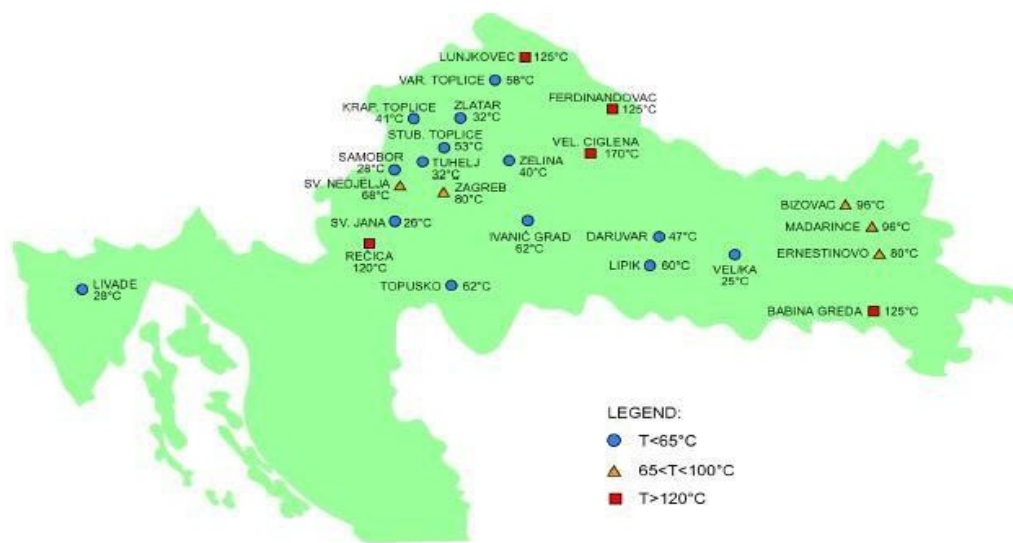 LUNJKOVEC 125°C
VAR. TOPLICE 58°C
KRAP. TOPLICE
41°C
ZLATAR
32°C
FERDINANDOVAC
125°C
STUB. TOPLICE
53°C
VEL. CIGLENA
170°C
SAMOBOR
28°C
TUHELJ
32°C
ZELINA
40°C
SV. NEDJELJA
68°C
ZAGREB
80°C
BIZOVAC 96°C
SV. JANA 26°C
IVANIĆ GRAD
62°C
MADARINCE 96°C
DARUVAR 47°C
REČICA
120°C
ERNESTINOVO 80°C
LIPIK 60°C
VELIKA
25°C
LIVADE
28°C
TOPUSKO 62°C
BABINA GREDA 125°C
LEGEND:
T<65°C
65<T<100°C
T>120°C